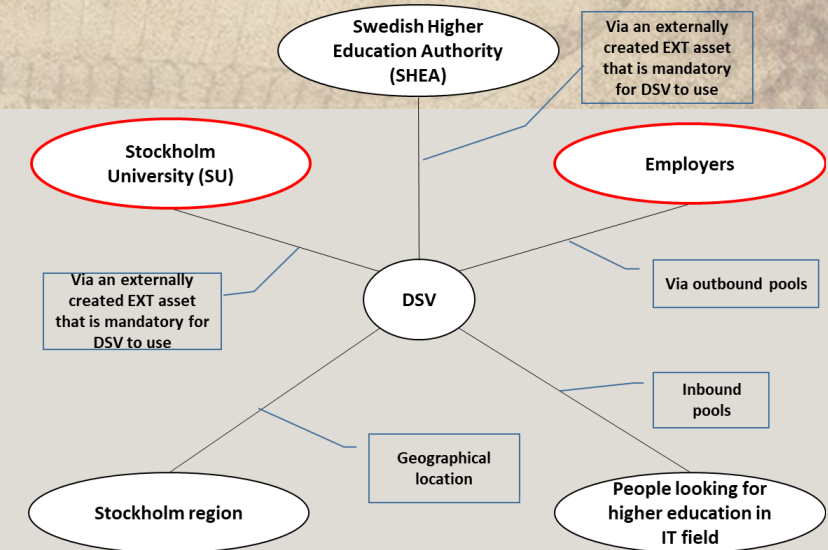 Swedish Higher
Education Authority
(SHEA)
Via an externally
created EXT asset
that is mandatory
for DSV to use
Stockholm
University (SU)
Employers
Via an externally
created EXT asset
that is mandatory for
DSV to use
DSV
Via outbound pools
Inbound
pools
Geographical
location
Stockholm region
People looking for
higher education in
IT field